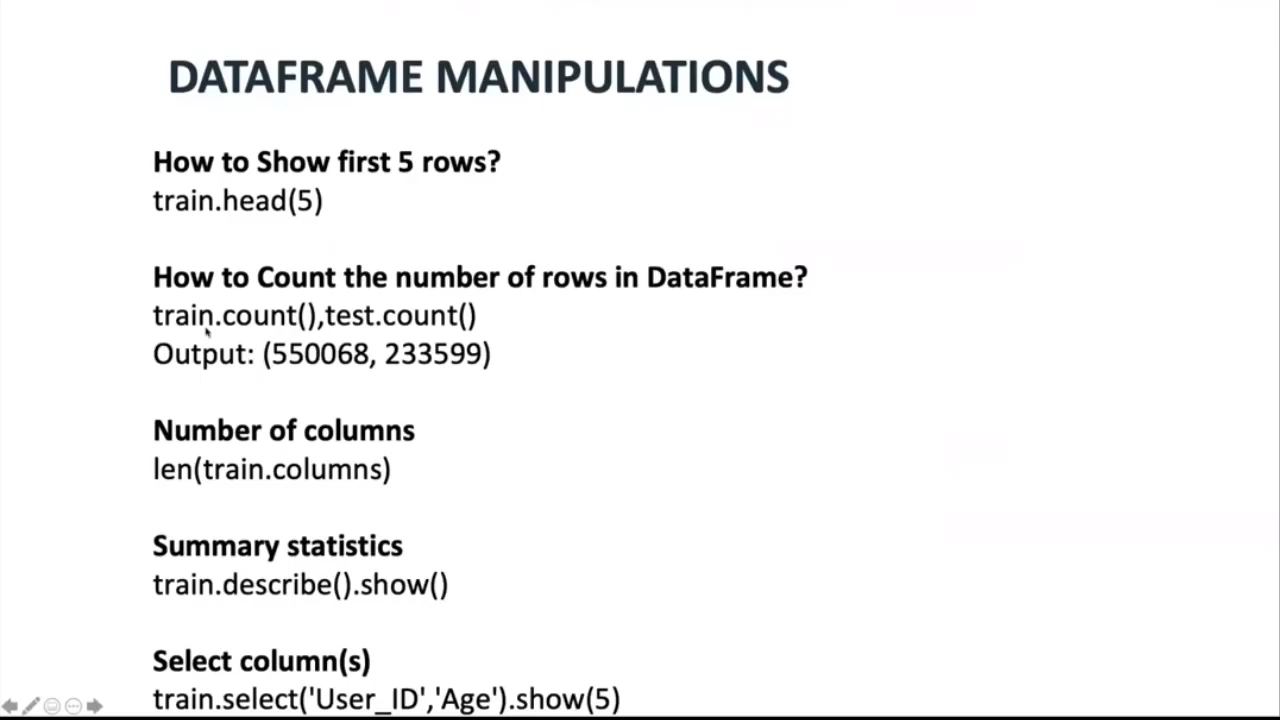 DATAFRAME MANIPULATIONS
How to Show first 5 rows?
train.head(5)
How to Count the number of rows in DataFrame?
train.count(),test.count()
Output: (550068, 233599)
Number of columns
len(train.columns)
Summary statistics
train.describe().show()
Select column(s)
train.select('User_ID','Age').show(5)